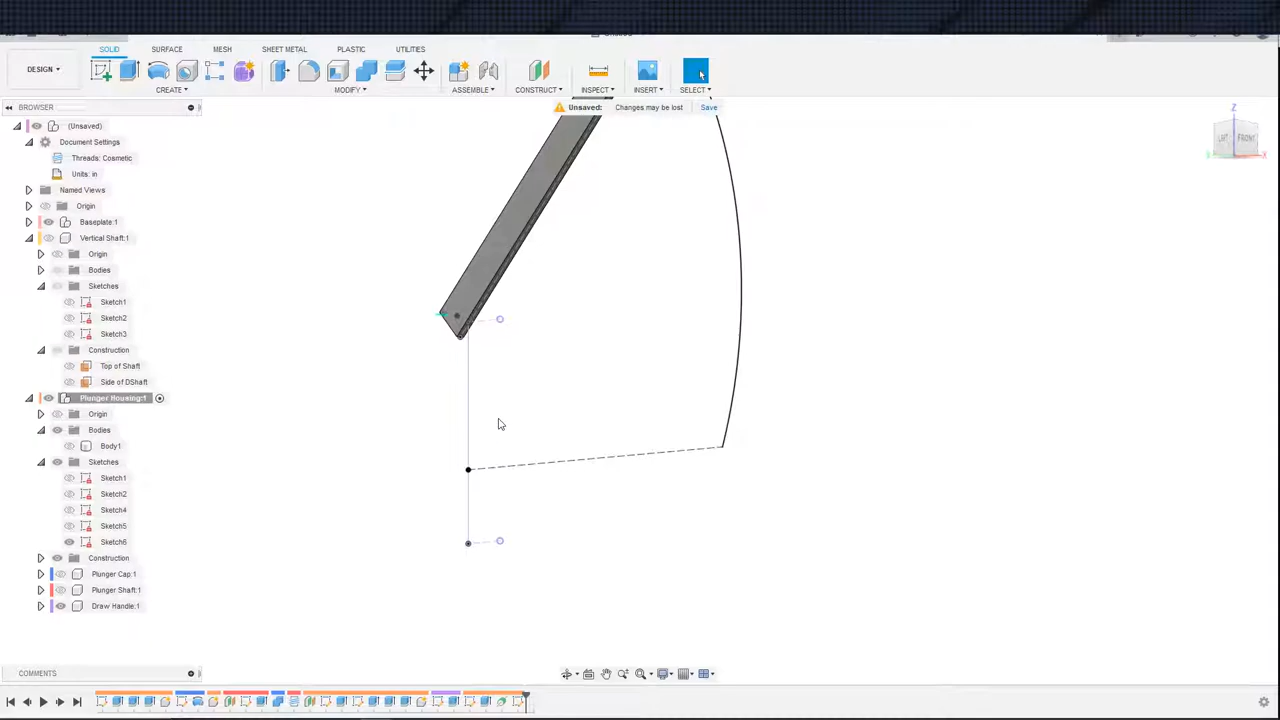 SOLID SURFACE MESH SHEET METAL PLASTIC UTILITIES
DESIGN
CREATE MODIFY ASSEMBLE CONSTRUCT INSPECT INSERT SELECT
BROWSER
Unsaved: Changes may be lost Save
Z
LEFT FRONT
(Unsaved)
Document Settings
Threads: Cosmetic
Units: in
Named Views
Origin
Baseplate:1
Vertical Shaft:1
Origin
Bodies
Sketches
Sketch1
Sketch2
Sketch3
Construction
Top of Shaft
Side of DShaft
Plunger Housing:1
Origin
Bodies
Body1
Sketches
Sketch1
Sketch2
Sketch4
Sketch5
Sketch6
Construction
Plunger Cap:1
Plunger Shaft:1
Draw Handle:1
COMMENTS